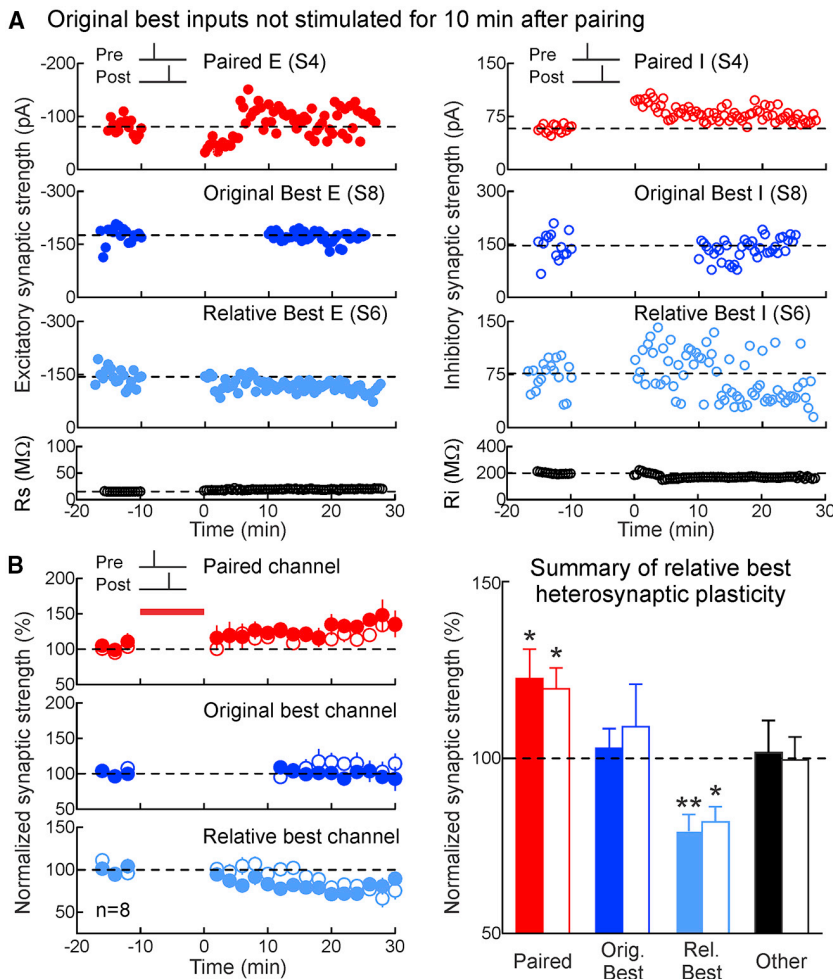 A Original best inputs not stimulated for 10 min after pairing
Excitatory synaptic strength (pA)
Pre
Post
Paired E (S4)
-200
-100
0
Original Best E (S8)
-300
-150
0
Relative Best E (S6)
-300
-150
0
Rs (MΩ)
100
50
0
-20 -10 0 10 20 30
Time (min)
Inhibitory synaptic strength (pA)
Pre
Post
Paired I (S4)
150
75
0
Original Best I (S8)
300
150
0
Relative Best I (S6)
150
75
0
Ri (MΩ)
400
200
0
-20 -10 0 10 20 30
Time (min)
B
Normalized synaptic strength (%)
Pre
Post
Paired channel
200
150
100
50
Original best channel
200
150
100
50
Relative best channel
150
100
50
n=8
-20 -10 0 10 20 30
Time (min)
Summary of relative best
heterosynaptic plasticity
Normalized synaptic strength (%)
150
100
50
* *
** *
Paired Orig. Best Rel. Best Other